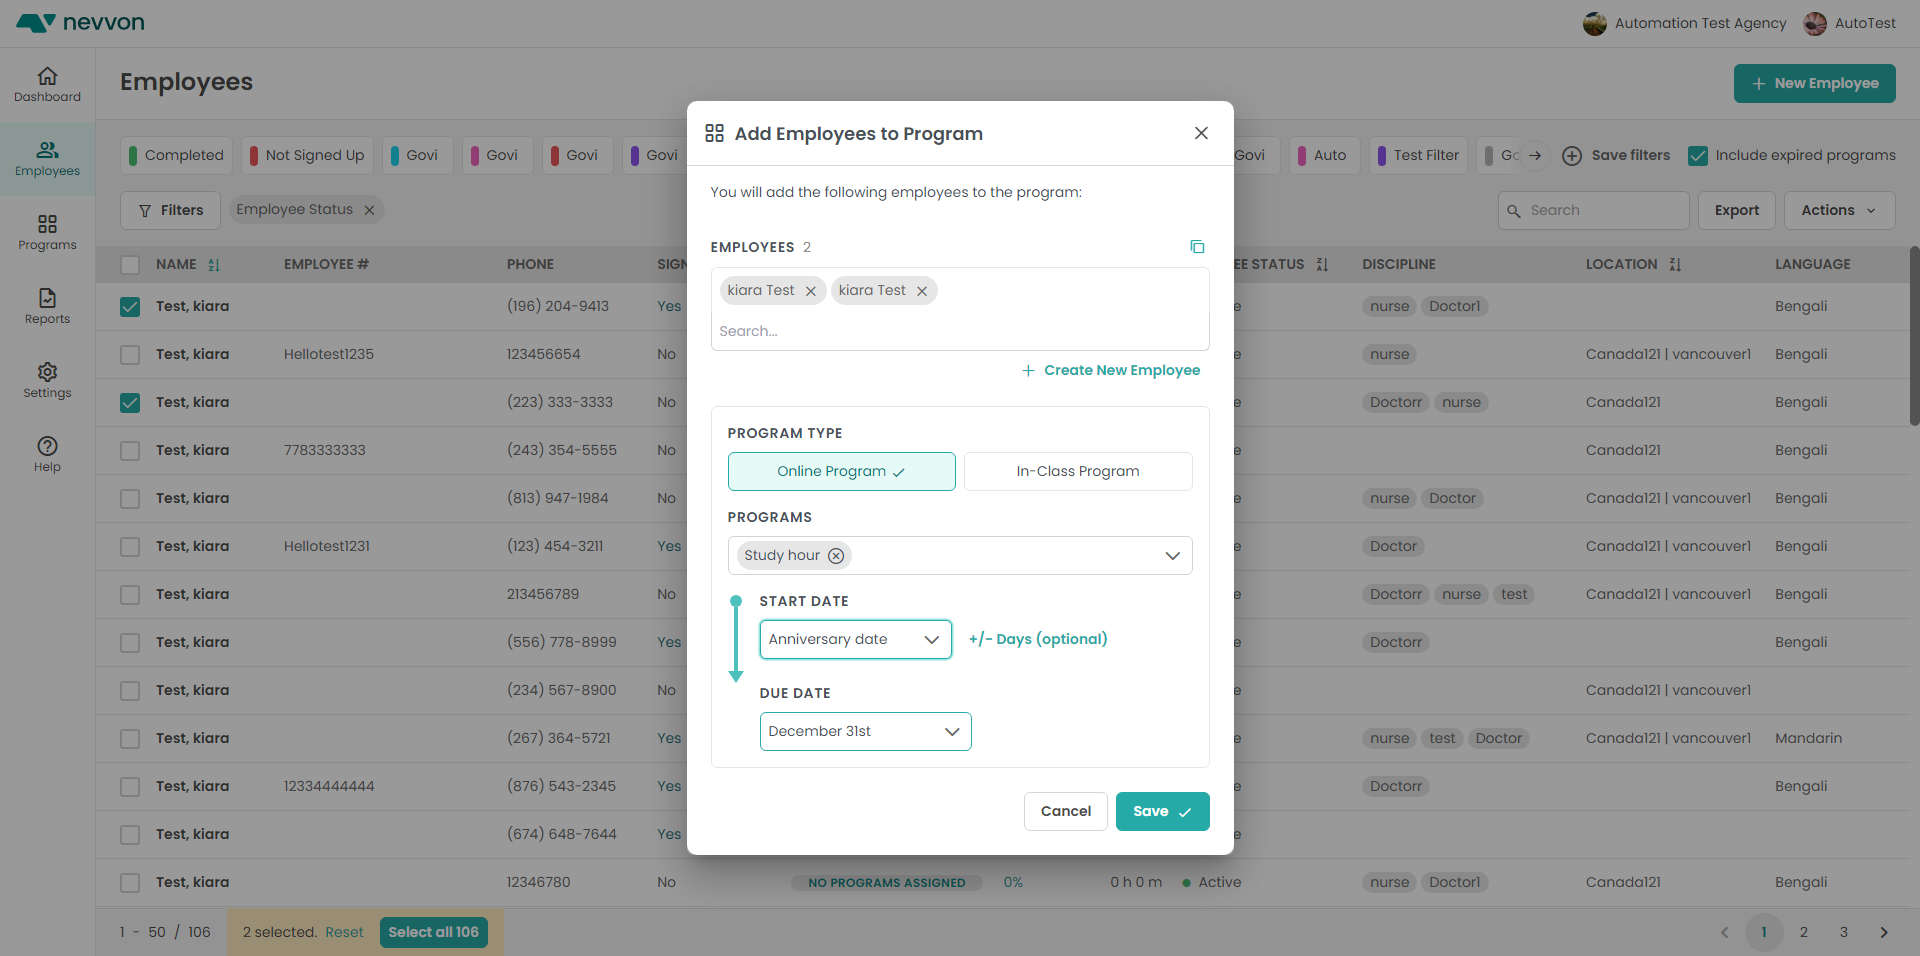 nevvon
Automation Test Agency
AutoTest
Dashboard
Employees
Programs
Reports
Settings
Help
Employees
New Employee
Completed
Not Signed Up
Govi
Govi
Govi
Govi
Govi
Auto
Test Filter
Save filters
Include expired programs
Filters
Employee Status
Search
Export
Actions
NAME
EMPLOYEE #
PHONE
SIGN
EE STATUS
DISCIPLINE
LOCATION
LANGUAGE
Test, kiara (196) 204-9413 Yes e nurse Doctor1 Bengali
Test, kiara Hellotest1235 123456654 No e nurse Canada121 | vancouver1 Bengali
Test, kiara (223) 333-3333 No e Doctorr nurse Canada121 Bengali
Test, kiara 7783333333 (243) 354-5555 No e Canada121 Bengali
Test, kiara (813) 947-1984 No e nurse Doctor Canada121 | vancouver1 Bengali
Test, kiara Hellotest1231 (123) 454-3211 Yes e Doctor Canada121 | vancouver1 Bengali
Test, kiara 213456789 No e Doctorr nurse test Canada121 | vancouver1 Bengali
Test, kiara (556) 778-8999 Yes e Doctorr Bengali
Test, kiara (234) 567-8900 No e Canada121 | vancouver1
Test, kiara (267) 364-5721 Yes e nurse test Doctor Canada121 | vancouver1 Mandarin
Test, kiara 12334444444 (876) 543-2345 Yes e Doctorr Bengali
Test, kiara (674) 648-7644 Yes e
Test, kiara 12346780 No NO PROGRAMS ASSIGNED 0% 0 h 0 m Active nurse Doctor1 Canada121 Bengali
1 - 50 / 106
2 selected. Reset
Select all 106
1 2 3
Add Employees to Program
You will add the following employees to the program:
EMPLOYEES 2
kiara Test
kiara Test
Search...
Create New Employee
PROGRAM TYPE
Online Program
In-Class Program
PROGRAMS
Study hour
START DATE
Anniversary date
+/- Days (optional)
DUE DATE
December 31st
Cancel
Save